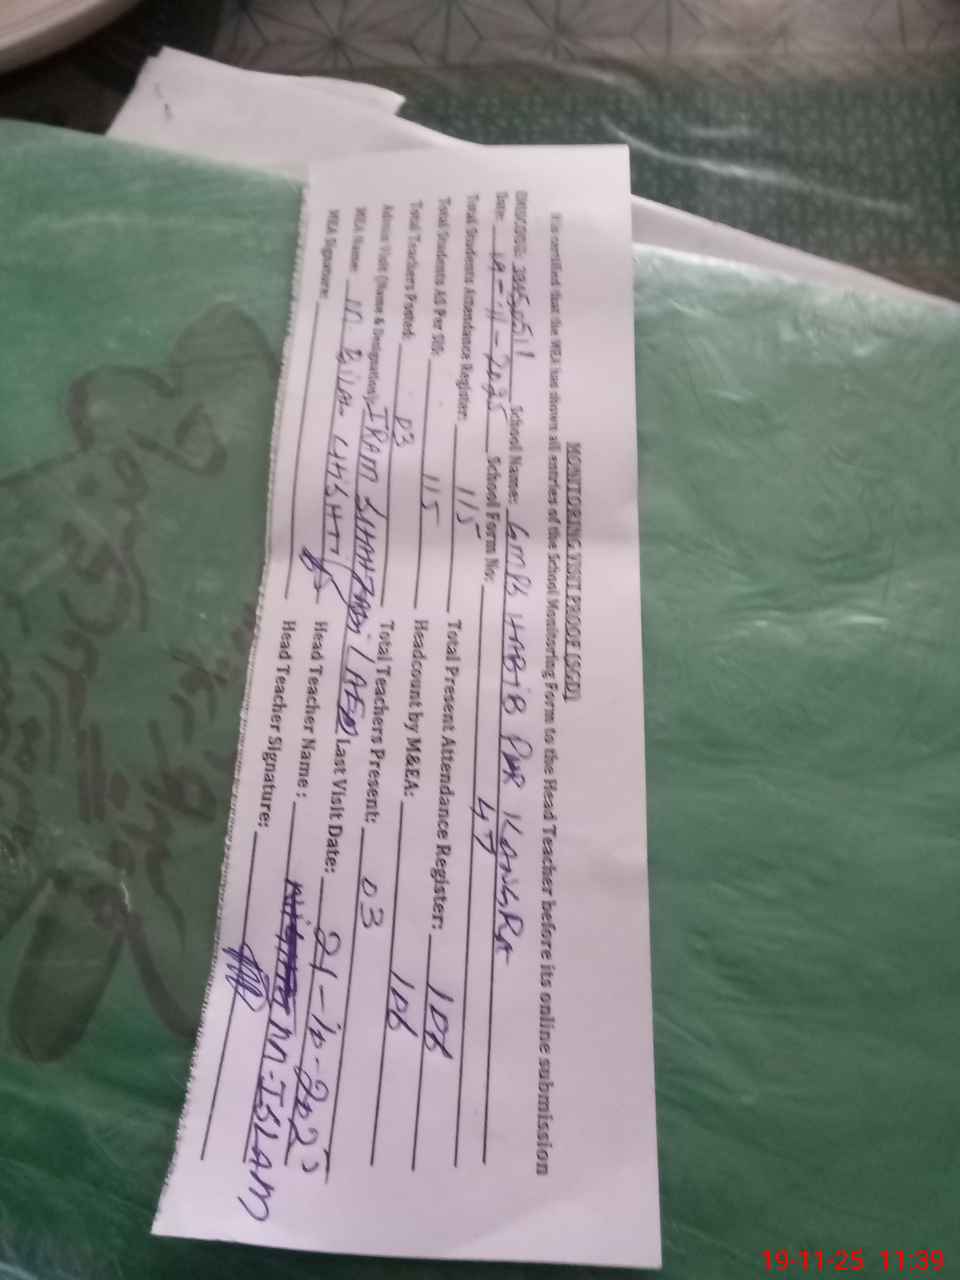 MONITORING VISIT PROOF (SGD)
It is certified that the MEA has shown all entries of the School Monitoring Form to the Head Teacher before its online submission
School Name: GMPS HABIB PUR KANGRA
Date: 19-11-2025 School Form No: 47
Total Students Attendance Register: 115 Total Present Attendance Register: 106
Total Students AS Per SIS: 115 Headcount by M&EA: 106
Total Teachers Posted: 03 Total Teachers Present: 03
Admin Visit (Name & Designation): IRAM SHAHZADI / AEO Last Visit Date: 21-10-2025
MEA Name: M. BILAL CHISHTI Head Teacher Name: M-ISLAM
MEA Signature: Head Teacher Signature:
19-11-25 11:39